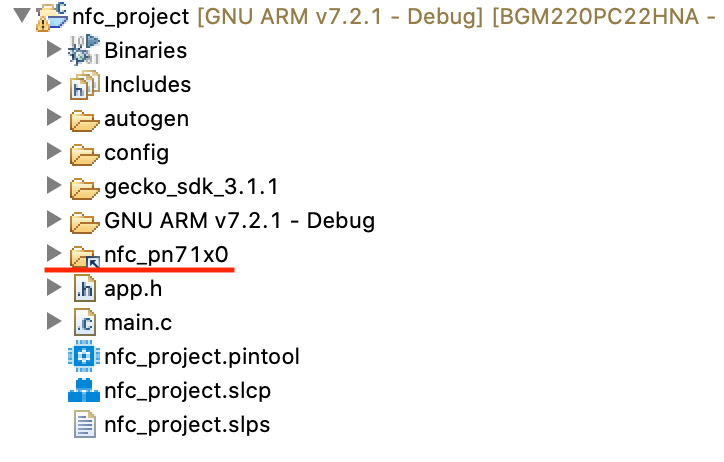 nfc_project [GNU ARM v7.2.1 - Debug] [BGM220PC22HNA -
Binaries
Includes
autogen
config
gecko_sdk_3.1.1
GNU ARM v7.2.1 - Debug
nfc_pn71x0
app.h
main.c
nfc_project.pintool
nfc_project.slcp
nfc_project.slps